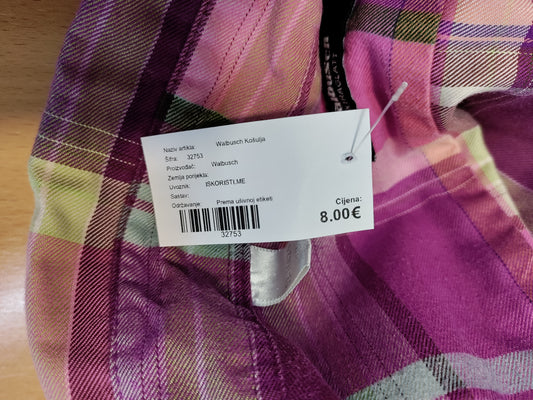 Naziv artikla: Walbusch Košulja
Šifra: 32753
Proizvođač: Walbusch
Zemlja porijekla:
Uvoznik: ISKORISTI.ME
Sastav:
Održavanje: Prema ušivnoj etiketi
32753
Cijena:
8.00€